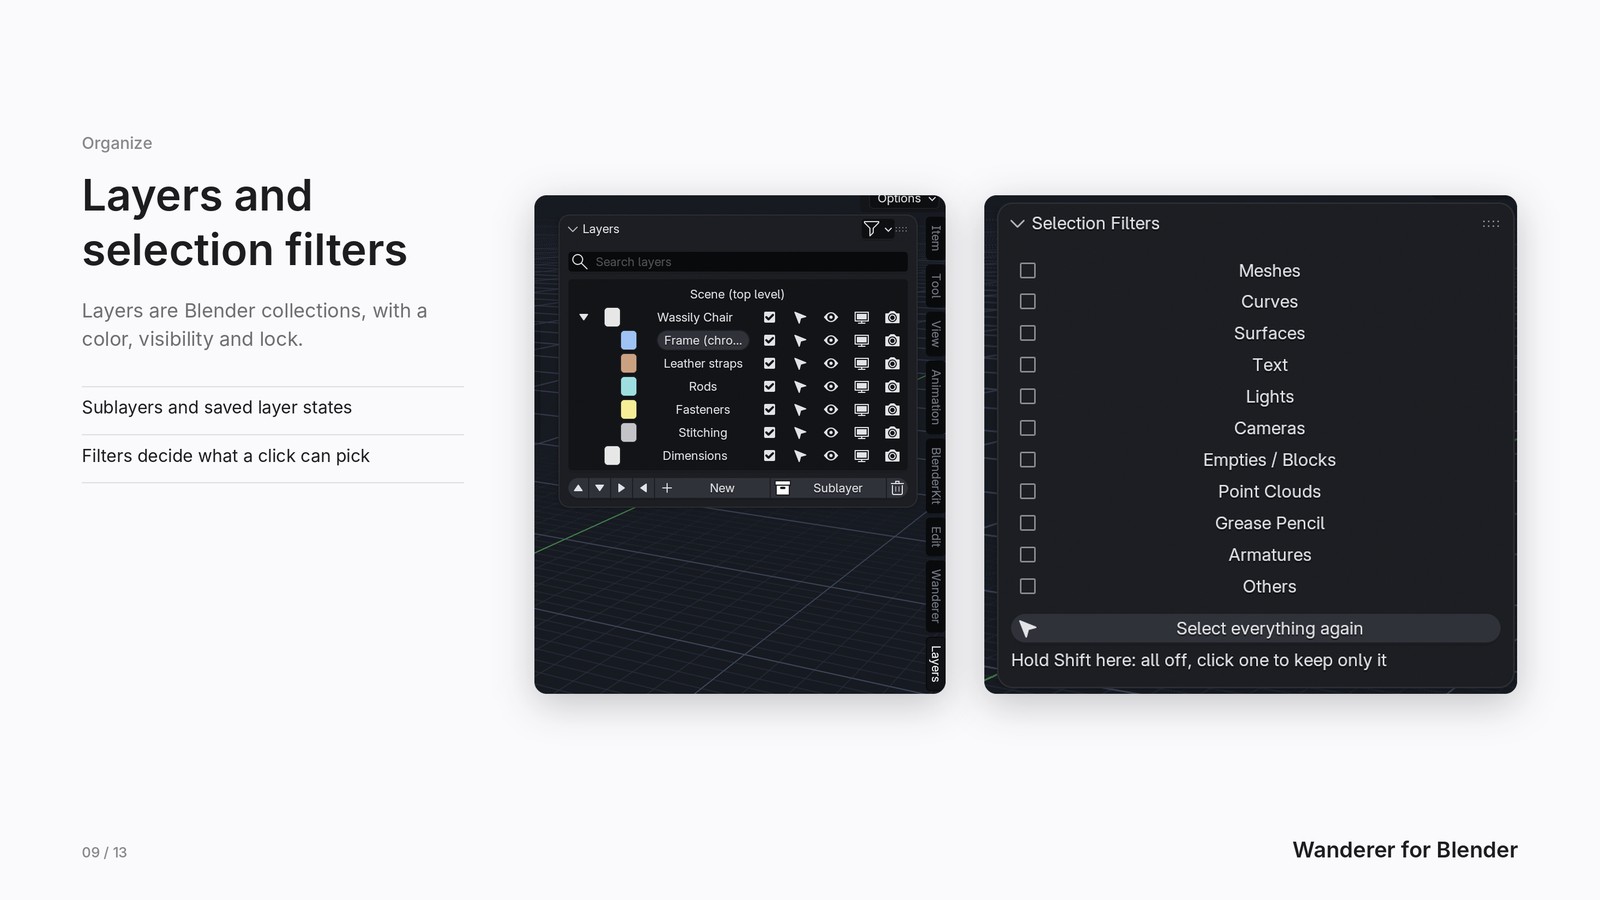 Organize
Layers and
selection filters
Layers are Blender collections, with a
color, visibility and lock.
Sublayers and saved layer states
Filters decide what a click can pick
Options
Layers
Search layers
Scene (top level)
Wassily Chair
Frame (chro...
Leather straps
Rods
Fasteners
Stitching
Dimensions
New
Sublayer
Item
Tool
View
Animation
BlenderKit
Edit
Wanderer
Layers
Selection Filters
Meshes
Curves
Surfaces
Text
Lights
Cameras
Empties / Blocks
Point Clouds
Grease Pencil
Armatures
Others
Select everything again
Hold Shift here: all off, click one to keep only it
09 / 13
Wanderer for Blender